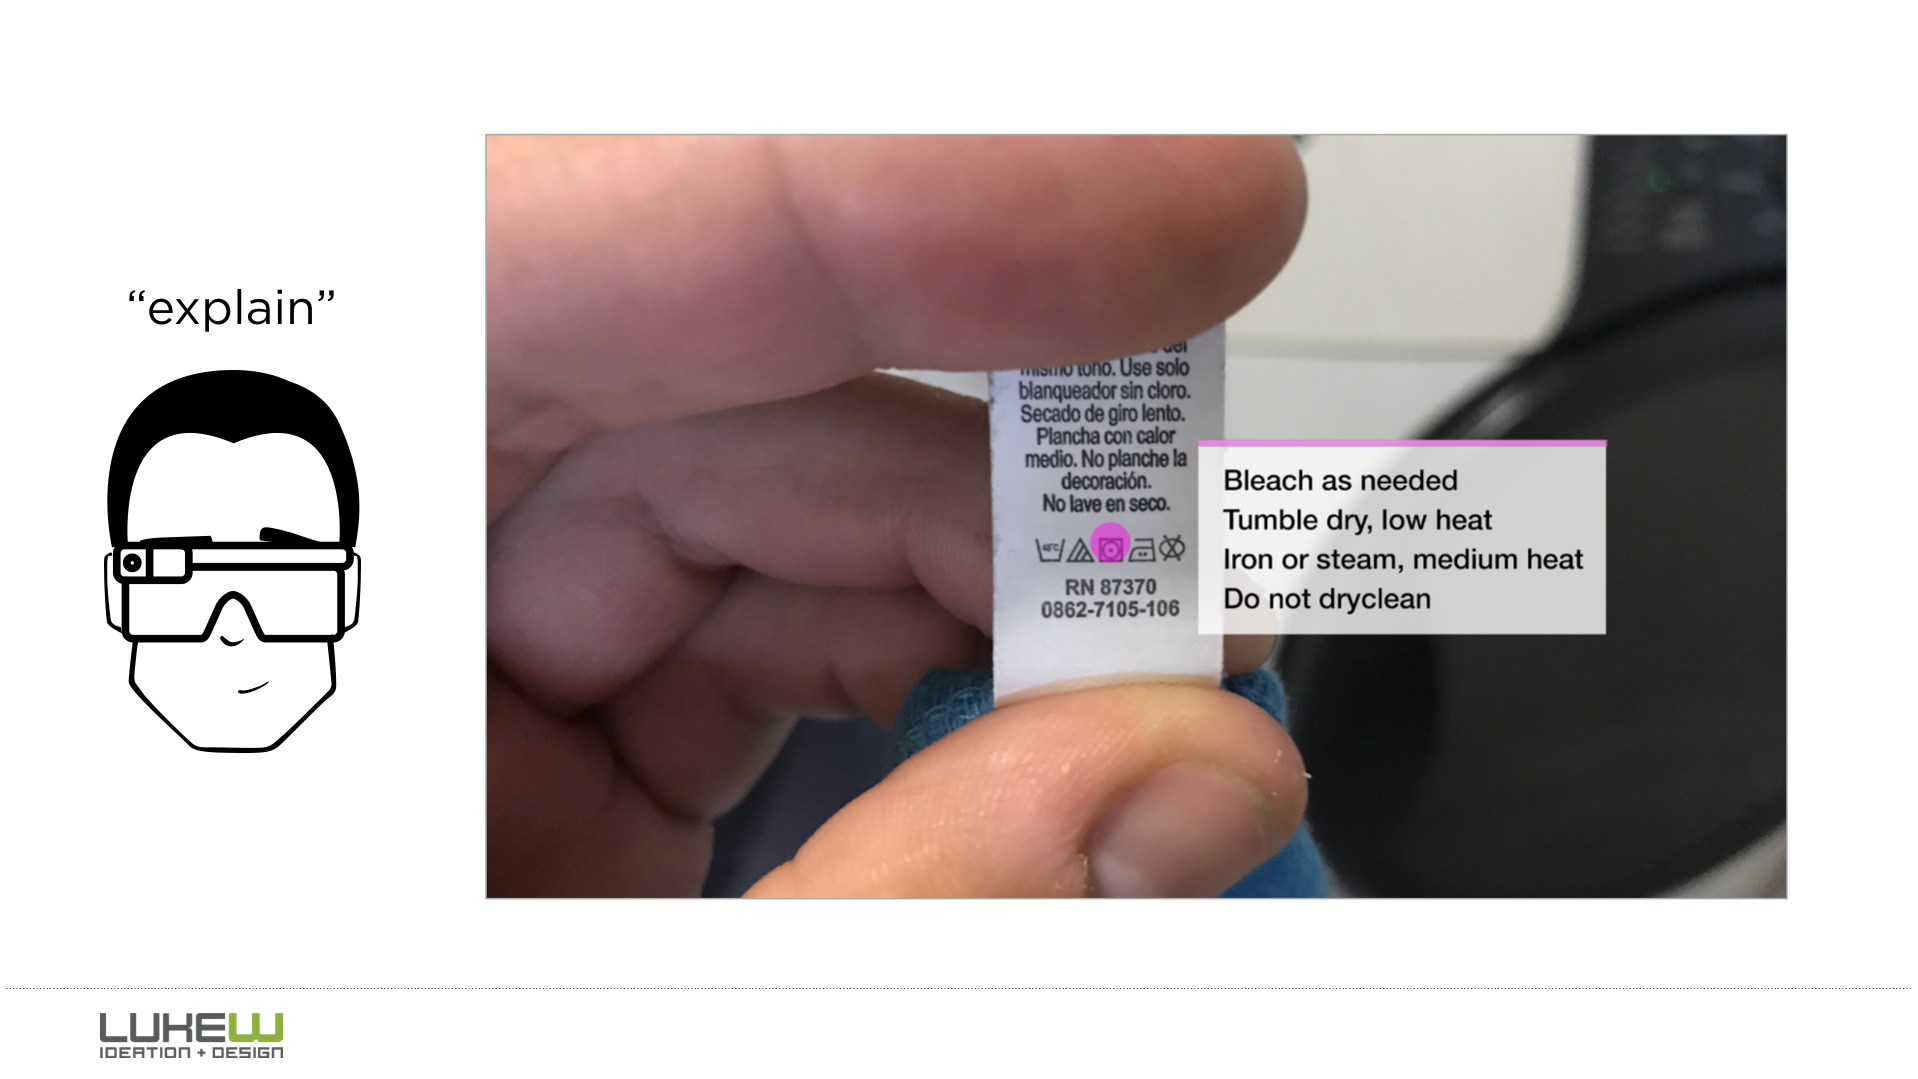 “explain”
del
mismo tono. Use solo
blanqueador sin cloro.
Secado de giro lento.
Plancha con calor
medio. No planche la
decoración.
No lave en seco.
40°C
RN 87370
0862-7105-106
Bleach as needed
Tumble dry, low heat
Iron or steam, medium heat
Do not dryclean
LUKEW
IDEATION + DESIGN